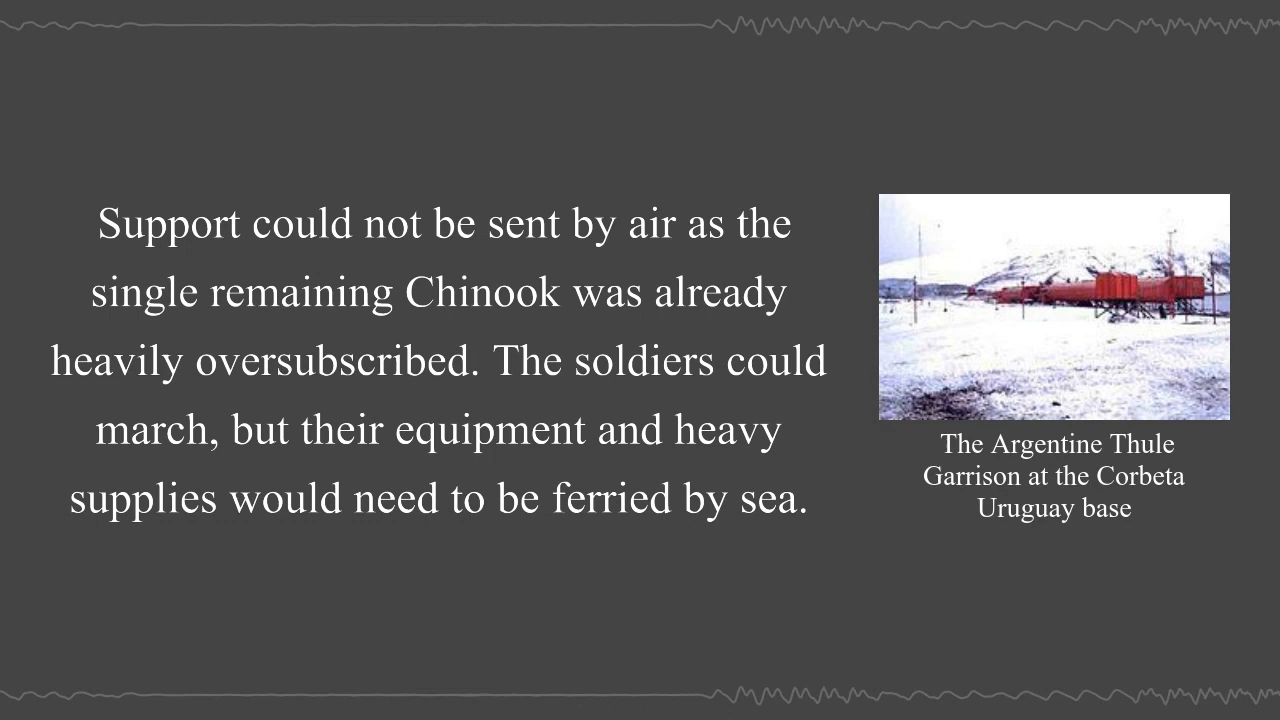 Support could not be sent by air as the
single remaining Chinook was already
heavily oversubscribed. The soldiers could
march, but their equipment and heavy
supplies would need to be ferried by sea.
The Argentine Thule
Garrison at the Corbeta
Uruguay base